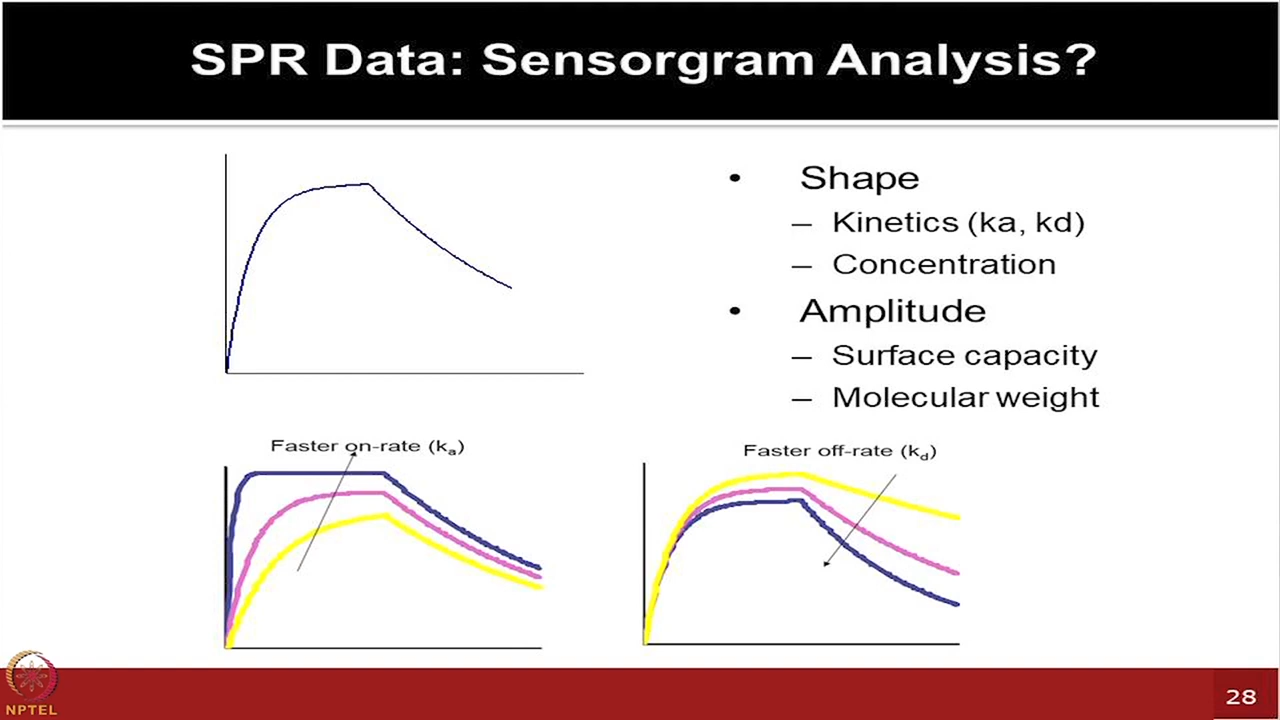 SPR Data: Sensorgram Analysis?
• Shape
– Kinetics (ka, kd)
– Concentration
• Amplitude
– Surface capacity
– Molecular weight
Faster on-rate (kₐ)
Faster off-rate (k_d)
NPTEL
28